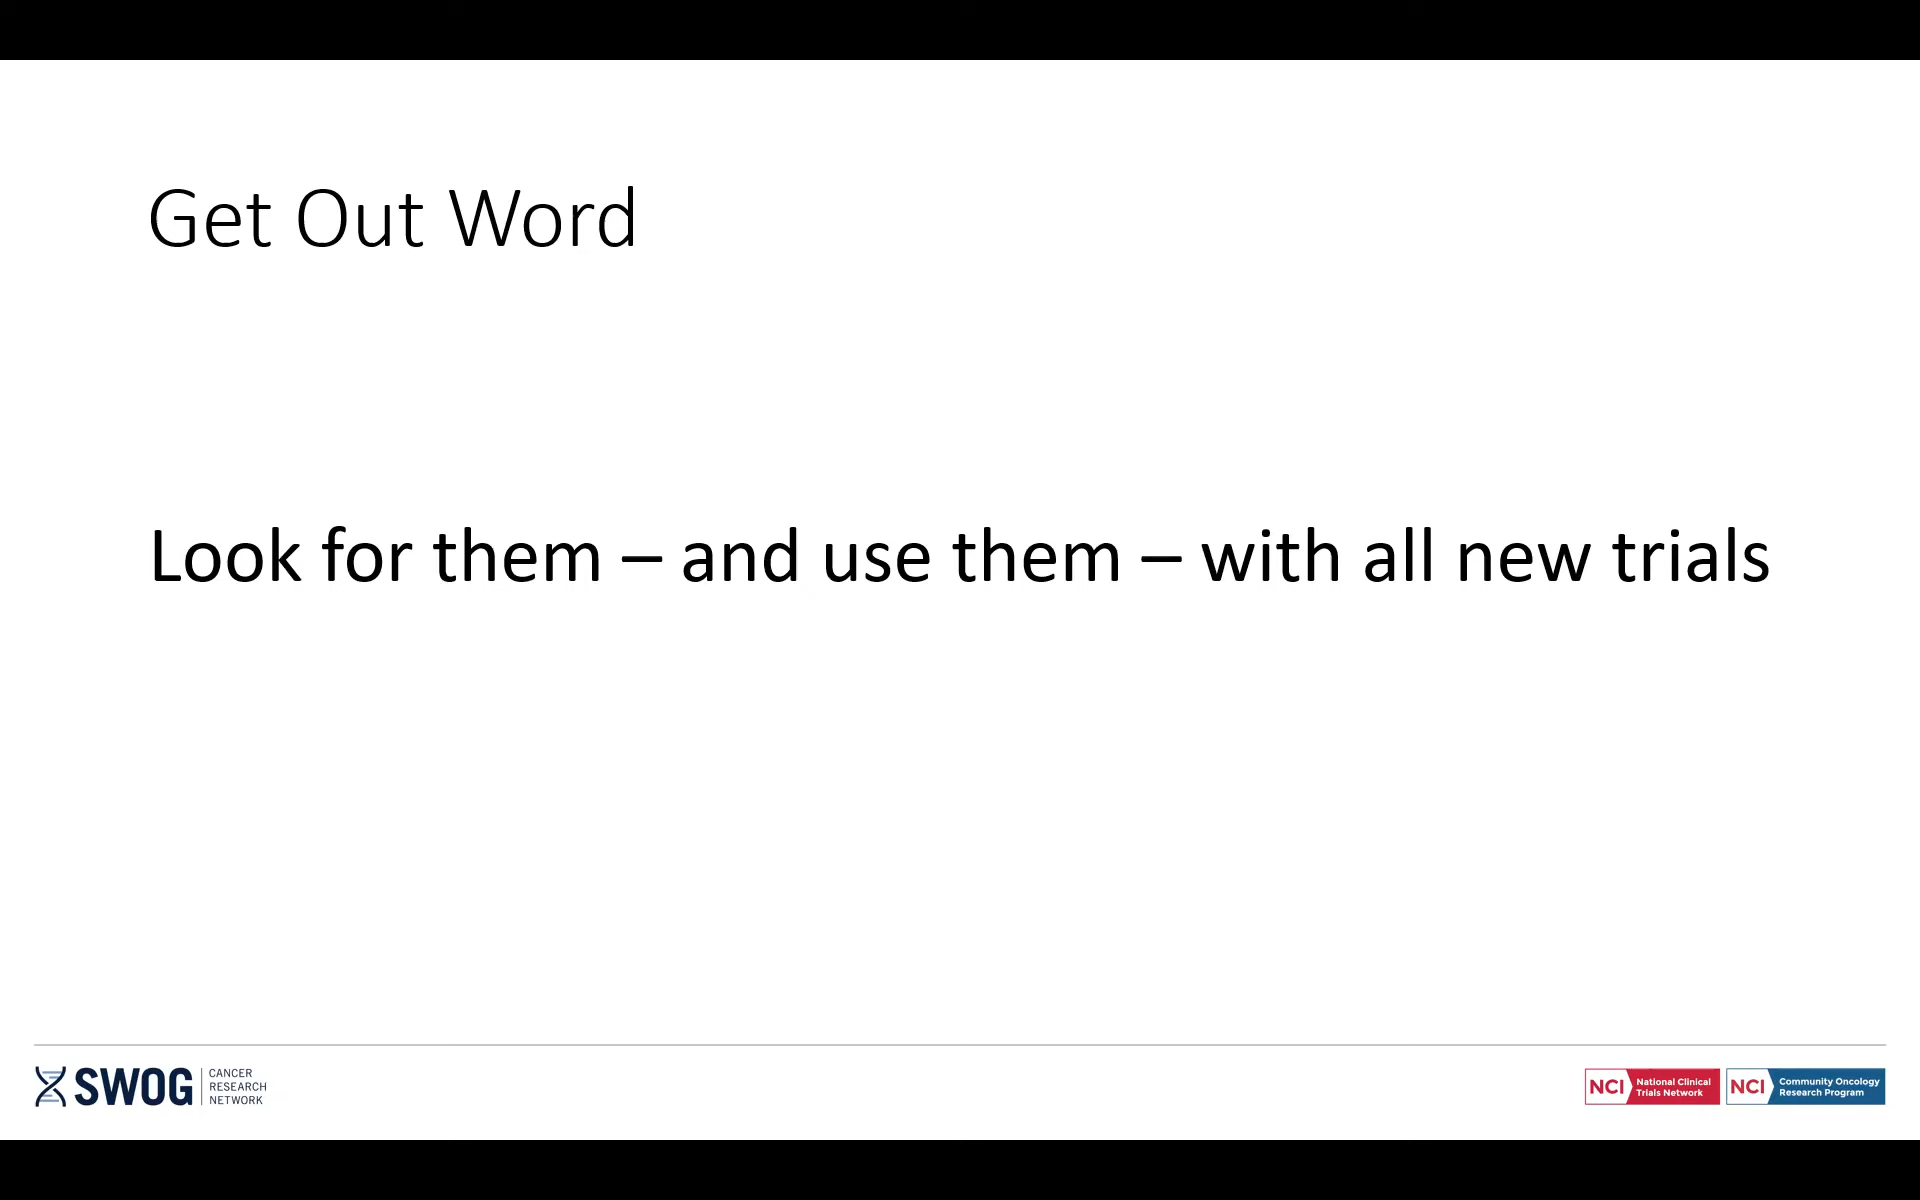 Get Out Word
Look for them – and use them – with all new trials
SWOG
CANCER
RESEARCH
NETWORK
NCI
National Clinical
Trials Network
NCI
Community Oncology
Research Program